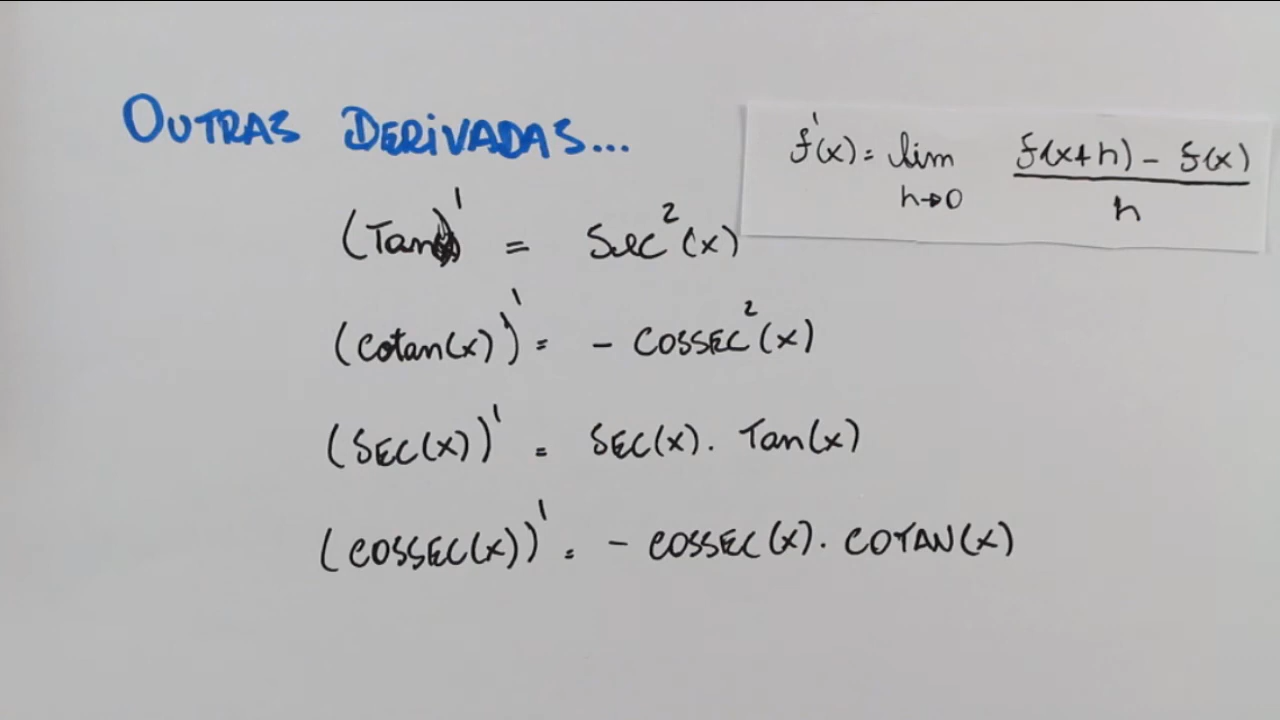 OUTRAS DERIVADAS...
f'(x) = lim f(x+h) - f(x)
h→0 h
(Tan)' = Sec²(x)
(cotan(x))' = - COSSEC²(x)
(SEC(x))' = SEC(x). Tan(x)
(COSSEC(x))' = - COSSEC(x). COTAN(x)